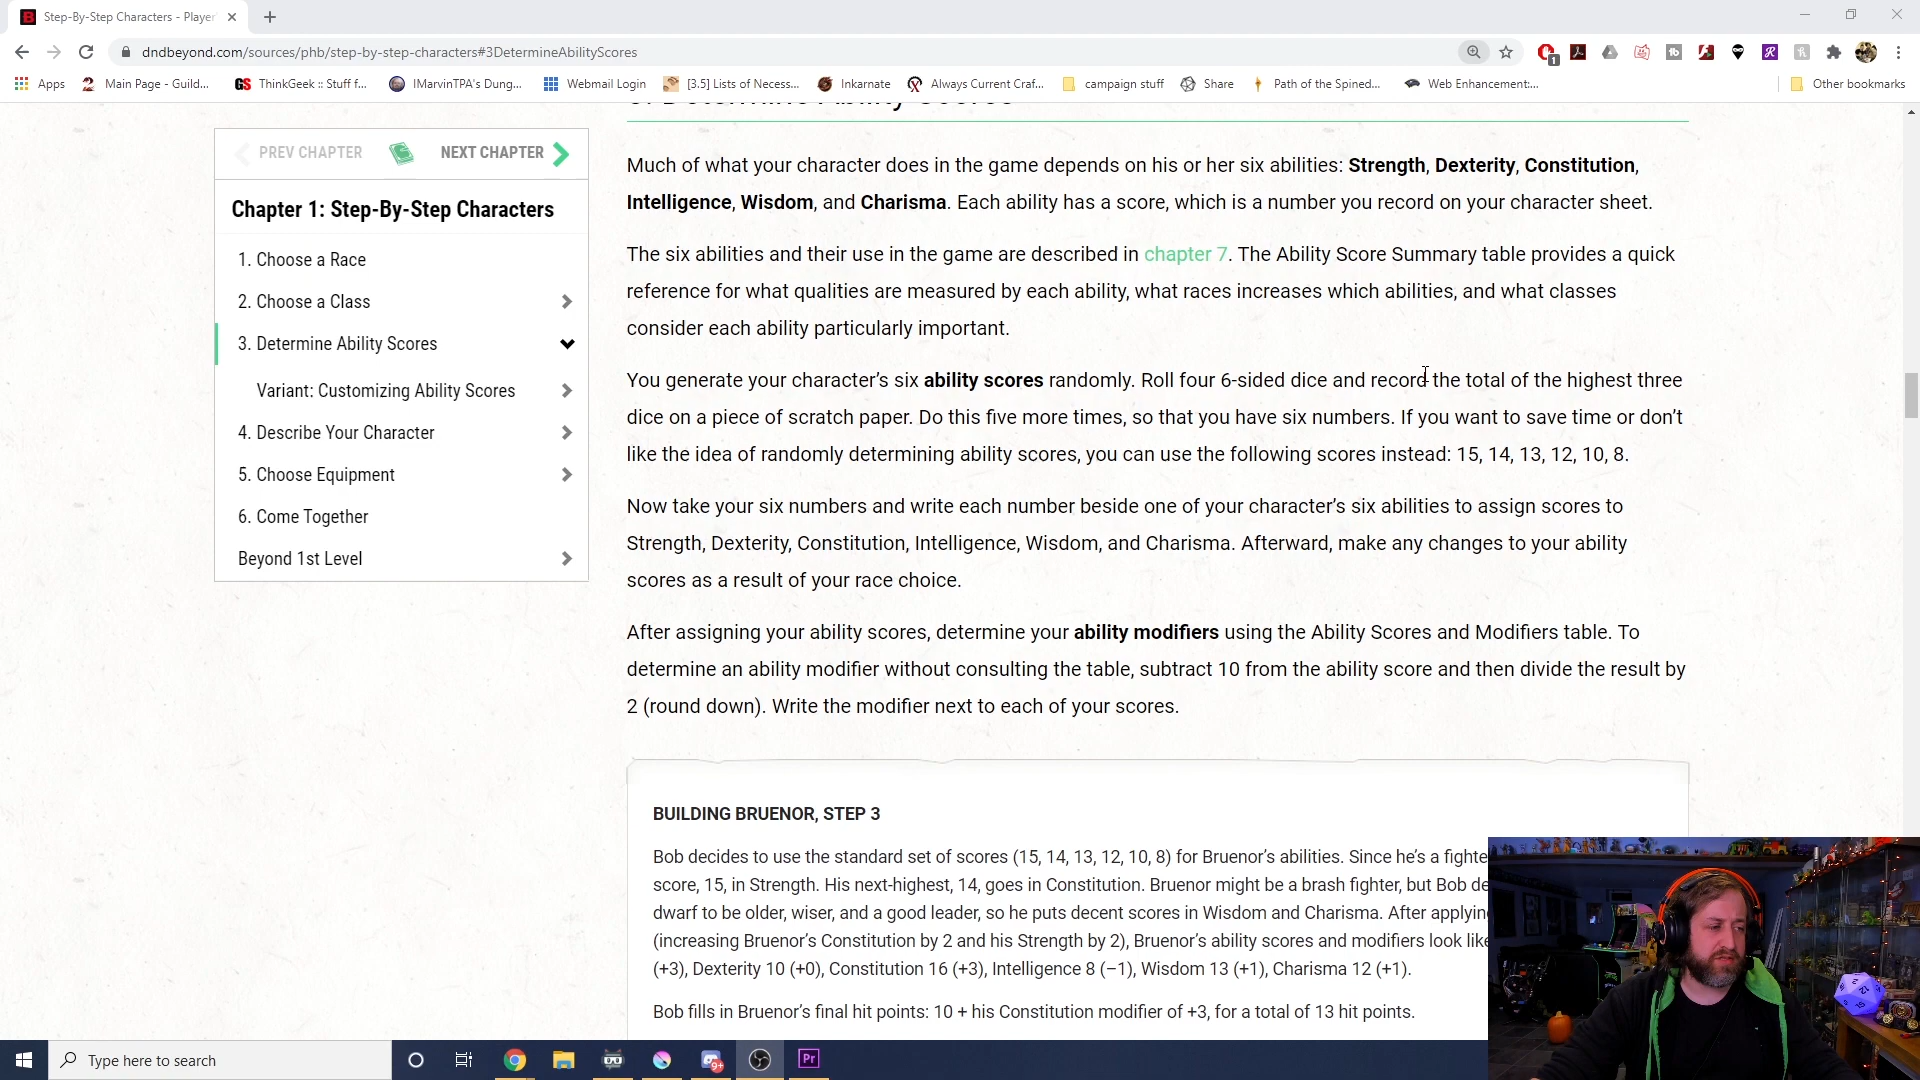 Step-By-Step Characters - Player'
dndbeyond.com/sources/phb/step-by-step-characters#3DetermineAbilityScores
Apps
Main Page - Guild...
GS ThinkGeek :: Stuff f...
IMarvinTPA's Dung...
Webmail Login
[3.5] Lists of Necess...
Inkarnate
Always Current Craf...
campaign stuff
Share
Path of the Spined...
Web Enhancement:...
Other bookmarks
PREV CHAPTER
NEXT CHAPTER
Chapter 1: Step-By-Step Characters
1. Choose a Race
2. Choose a Class
3. Determine Ability Scores
Variant: Customizing Ability Scores
4. Describe Your Character
5. Choose Equipment
6. Come Together
Beyond 1st Level
3. Determine Ability Scores
Much of what your character does in the game depends on his or her six abilities: Strength, Dexterity, Constitution,
Intelligence, Wisdom, and Charisma. Each ability has a score, which is a number you record on your character sheet.
The six abilities and their use in the game are described in chapter 7. The Ability Score Summary table provides a quick
reference for what qualities are measured by each ability, what races increases which abilities, and what classes
consider each ability particularly important.
You generate your character's six ability scores randomly. Roll four 6-sided dice and record the total of the highest three
dice on a piece of scratch paper. Do this five more times, so that you have six numbers. If you want to save time or don't
like the idea of randomly determining ability scores, you can use the following scores instead: 15, 14, 13, 12, 10, 8.
Now take your six numbers and write each number beside one of your character's six abilities to assign scores to
Strength, Dexterity, Constitution, Intelligence, Wisdom, and Charisma. Afterward, make any changes to your ability
scores as a result of your race choice.
After assigning your ability scores, determine your ability modifiers using the Ability Scores and Modifiers table. To
determine an ability modifier without consulting the table, subtract 10 from the ability score and then divide the result by
2 (round down). Write the modifier next to each of your scores.
BUILDING BRUENOR, STEP 3
Bob decides to use the standard set of scores (15, 14, 13, 12, 10, 8) for Bruenor's abilities. Since he's a fighte
score, 15, in Strength. His next-highest, 14, goes in Constitution. Bruenor might be a brash fighter, but Bob de
dwarf to be older, wiser, and a good leader, so he puts decent scores in Wisdom and Charisma. After applyin
(increasing Bruenor's Constitution by 2 and his Strength by 2), Bruenor's ability scores and modifiers look like
(+3), Dexterity 10 (+0), Constitution 16 (+3), Intelligence 8 (−1), Wisdom 13 (+1), Charisma 12 (+1).
Bob fills in Bruenor's final hit points: 10 + his Constitution modifier of +3, for a total of 13 hit points.
Type here to search
9+
Pr